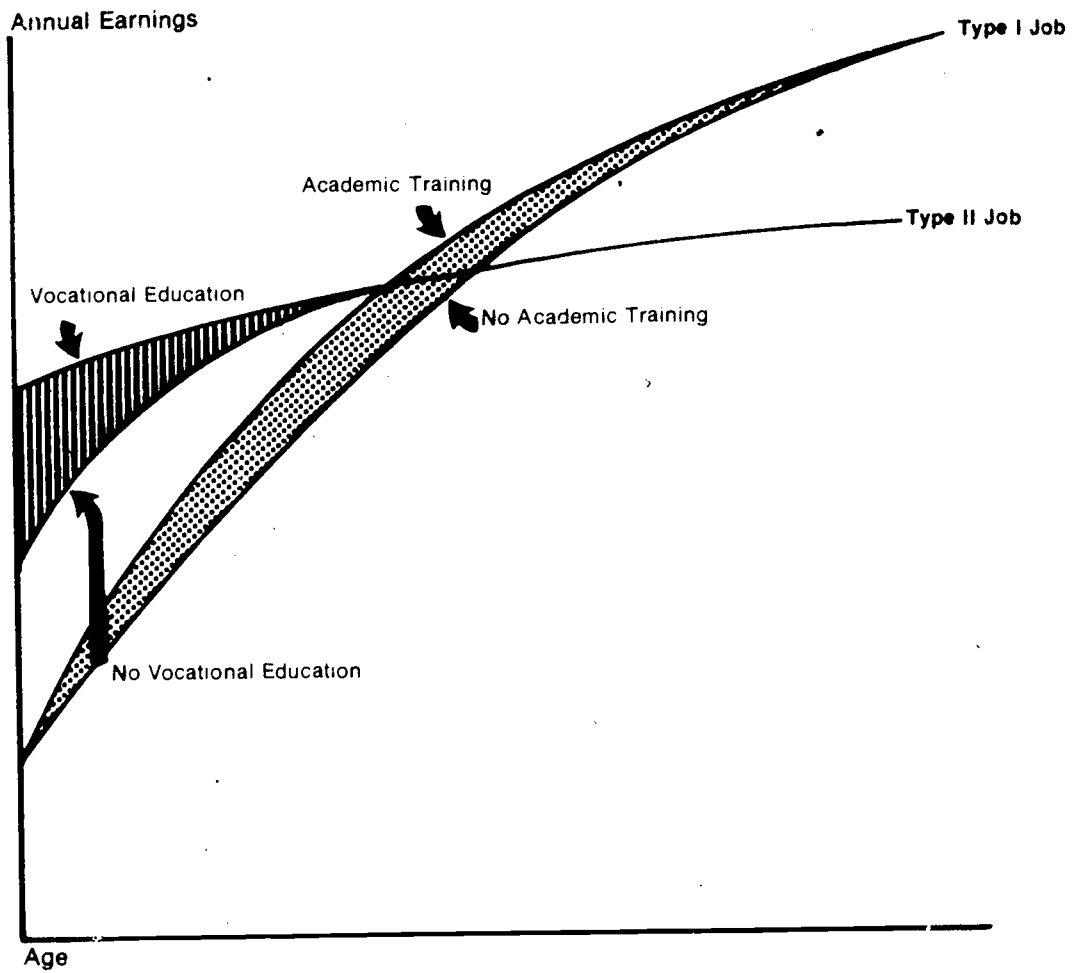 Annual Earnings
Type I Job
Academic Training
Type II Job
Vocational Education
No Academic Training
No Vocational Education
Age